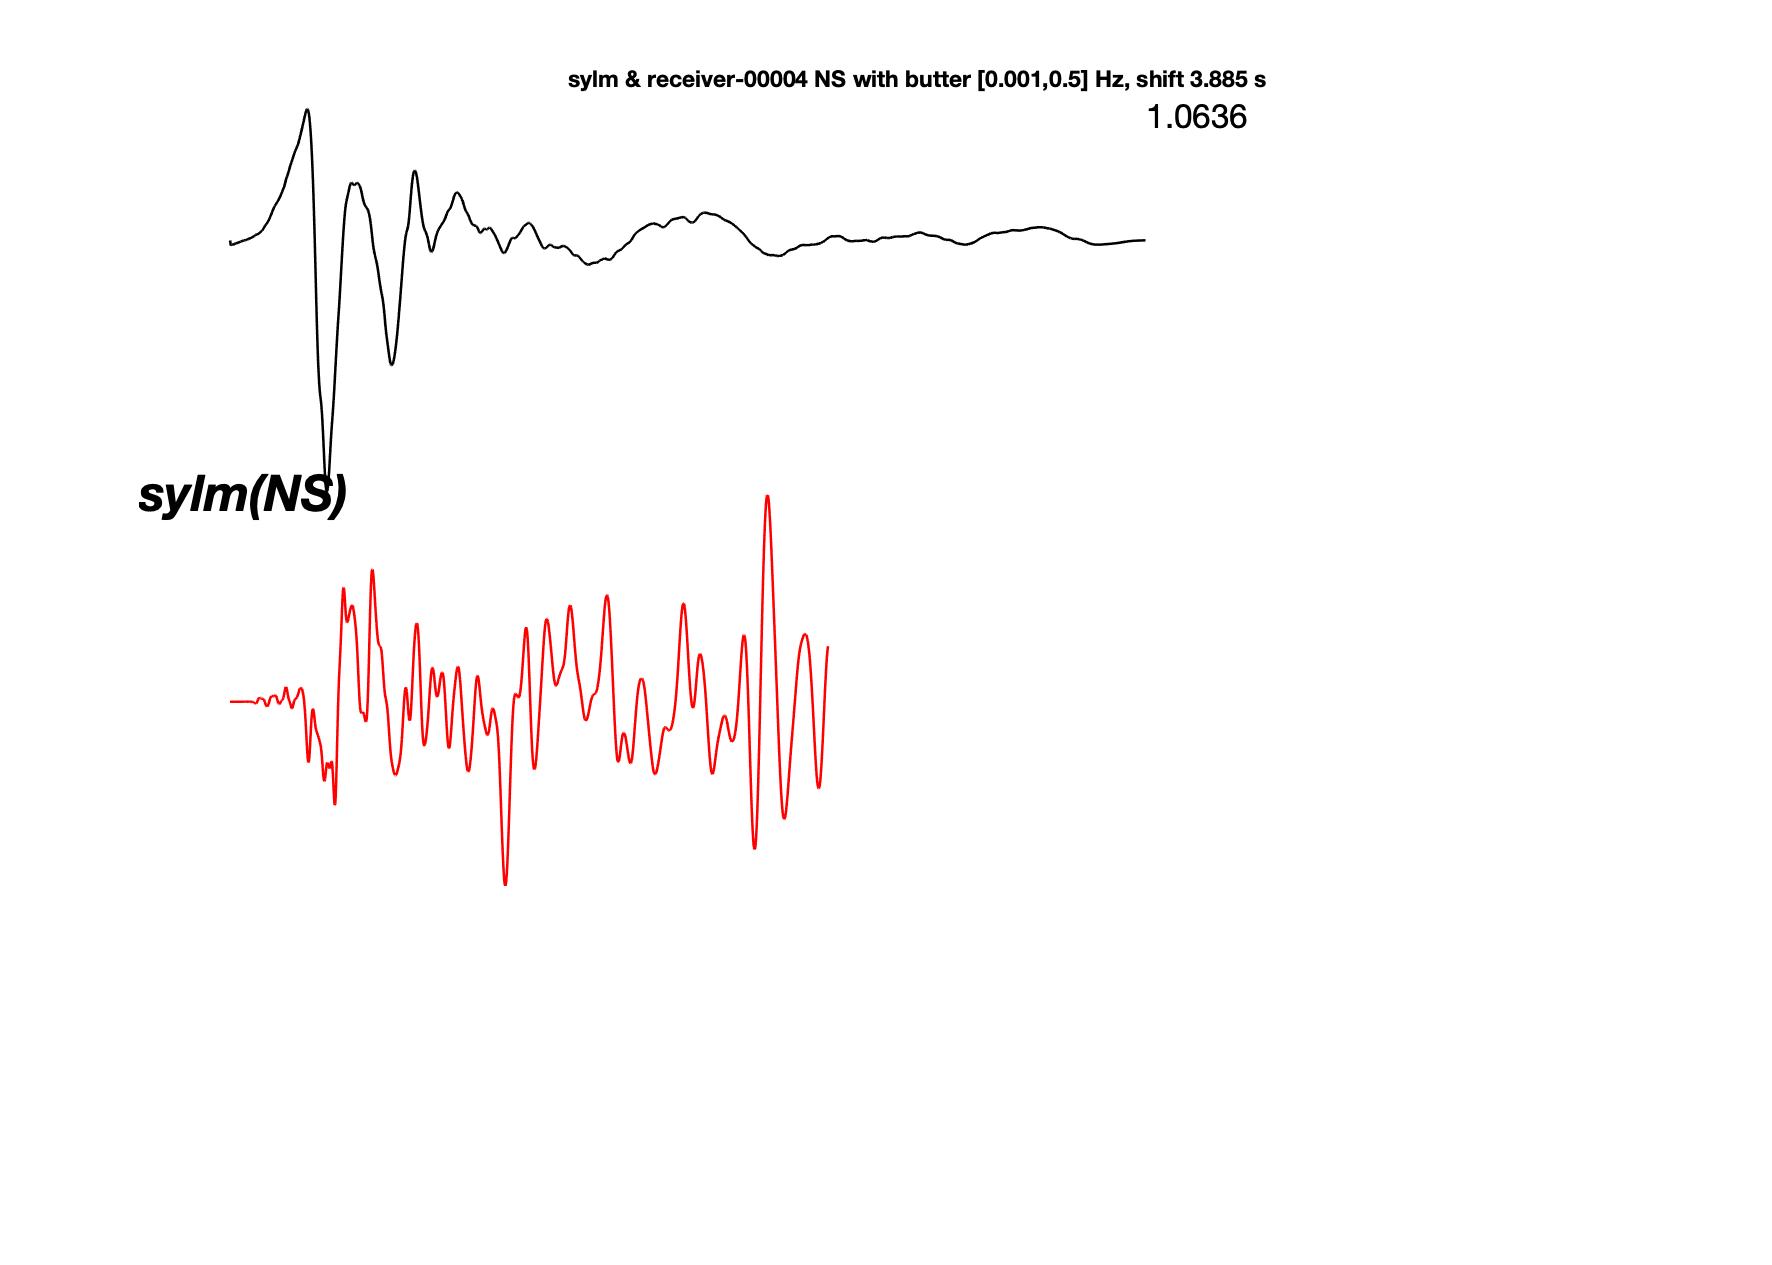 sylm & receiver-00004 NS with butter [0.001,0.5] Hz, shift 3.885 s
1.0636
sylm(NS)